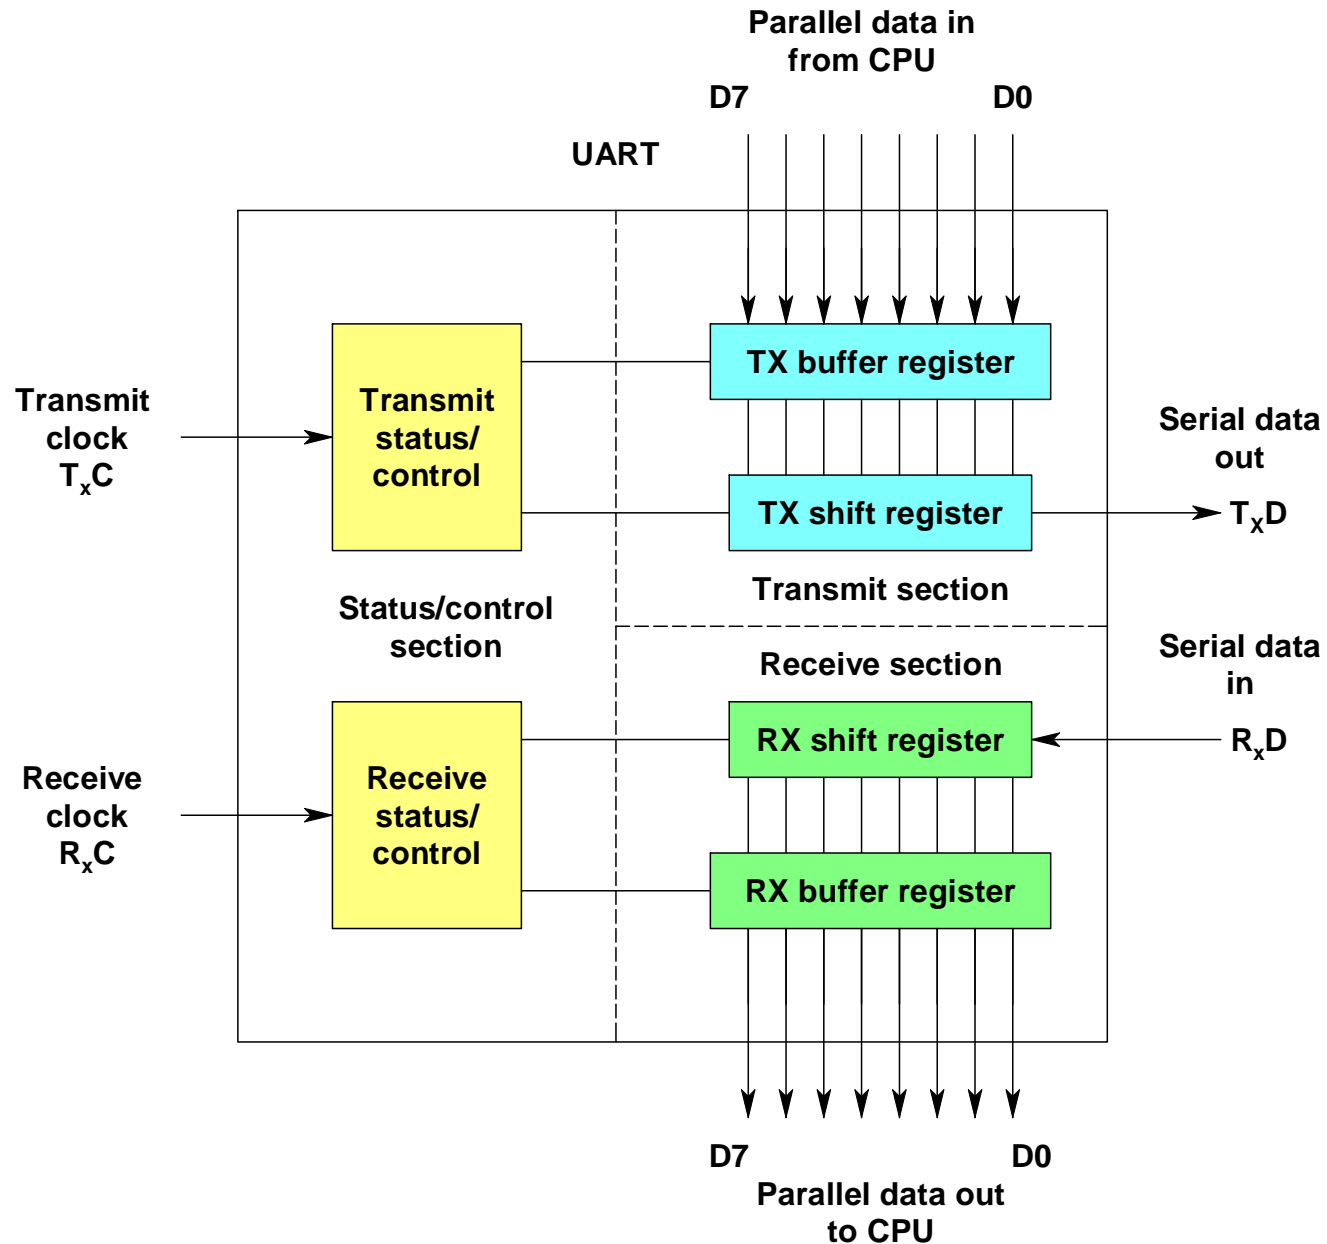 Parallel data in
from CPU
D7 D0
UART
TX buffer register
Transmit
clock
TxC
Transmit
status/
control
Serial data
out
TX shift register
TxD
Transmit section
Status/control
section
Receive section
Serial data
in
RX shift register
RxD
Receive
clock
RxC
Receive
status/
control
RX buffer register
D7 D0
Parallel data out
to CPU